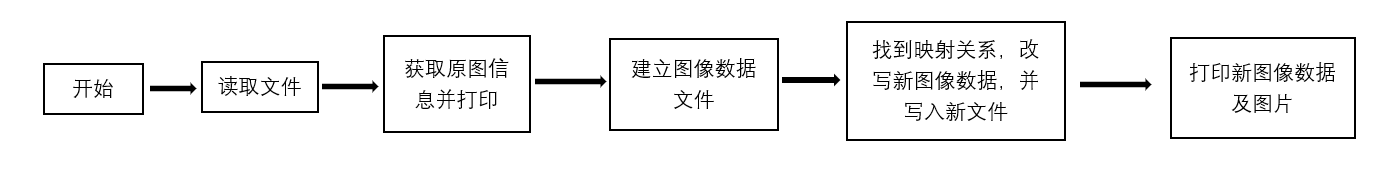 开始
读取文件
获取原图信
息并打印
建立图像数据
文件
找到映射关系，改
写新图像数据，并
写入新文件
打印新图像数据
及图片